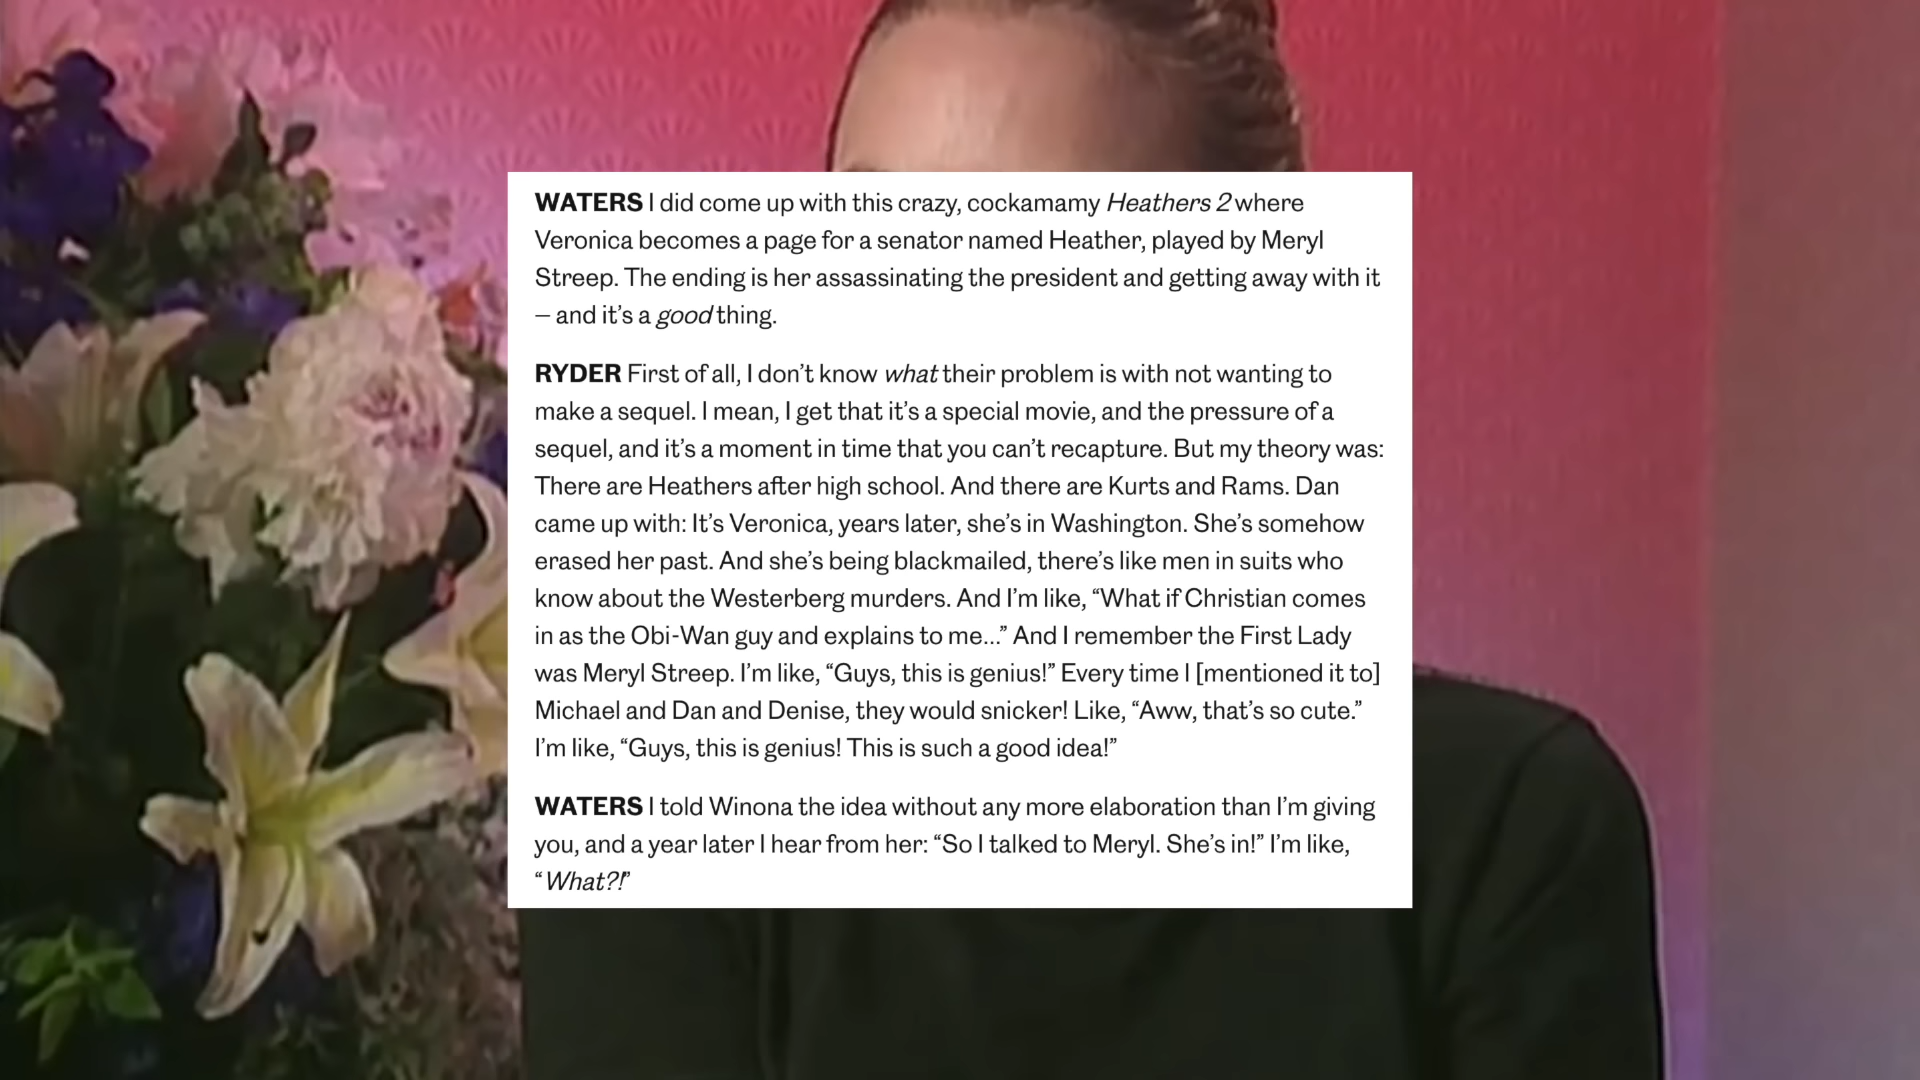 WATERS I did come up with this crazy, cockamamy Heathers 2 where
Veronica becomes a page for a senator named Heather, played by Meryl
Streep. The ending is her assassinating the president and getting away with it
– and it’s a good thing.
RYDER First of all, I don’t know what their problem is with not wanting to
make a sequel. I mean, I get that it’s a special movie, and the pressure of a
sequel, and it’s a moment in time that you can’t recapture. But my theory was:
There are Heathers after high school. And there are Kurts and Rams. Dan
came up with: It’s Veronica, years later, she’s in Washington. She’s somehow
erased her past. And she’s being blackmailed, there’s like men in suits who
know about the Westerberg murders. And I’m like, “What if Christian comes
in as the Obi-Wan guy and explains to me...” And I remember the First Lady
was Meryl Streep. I’m like, “Guys, this is genius!” Every time I [mentioned it to]
Michael and Dan and Denise, they would snicker! Like, “Aww, that’s so cute.”
I’m like, “Guys, this is genius! This is such a good idea!”
WATERS I told Winona the idea without any more elaboration than I’m giving
you, and a year later I hear from her: “So I talked to Meryl. She’s in!” I’m like,
“What?!”